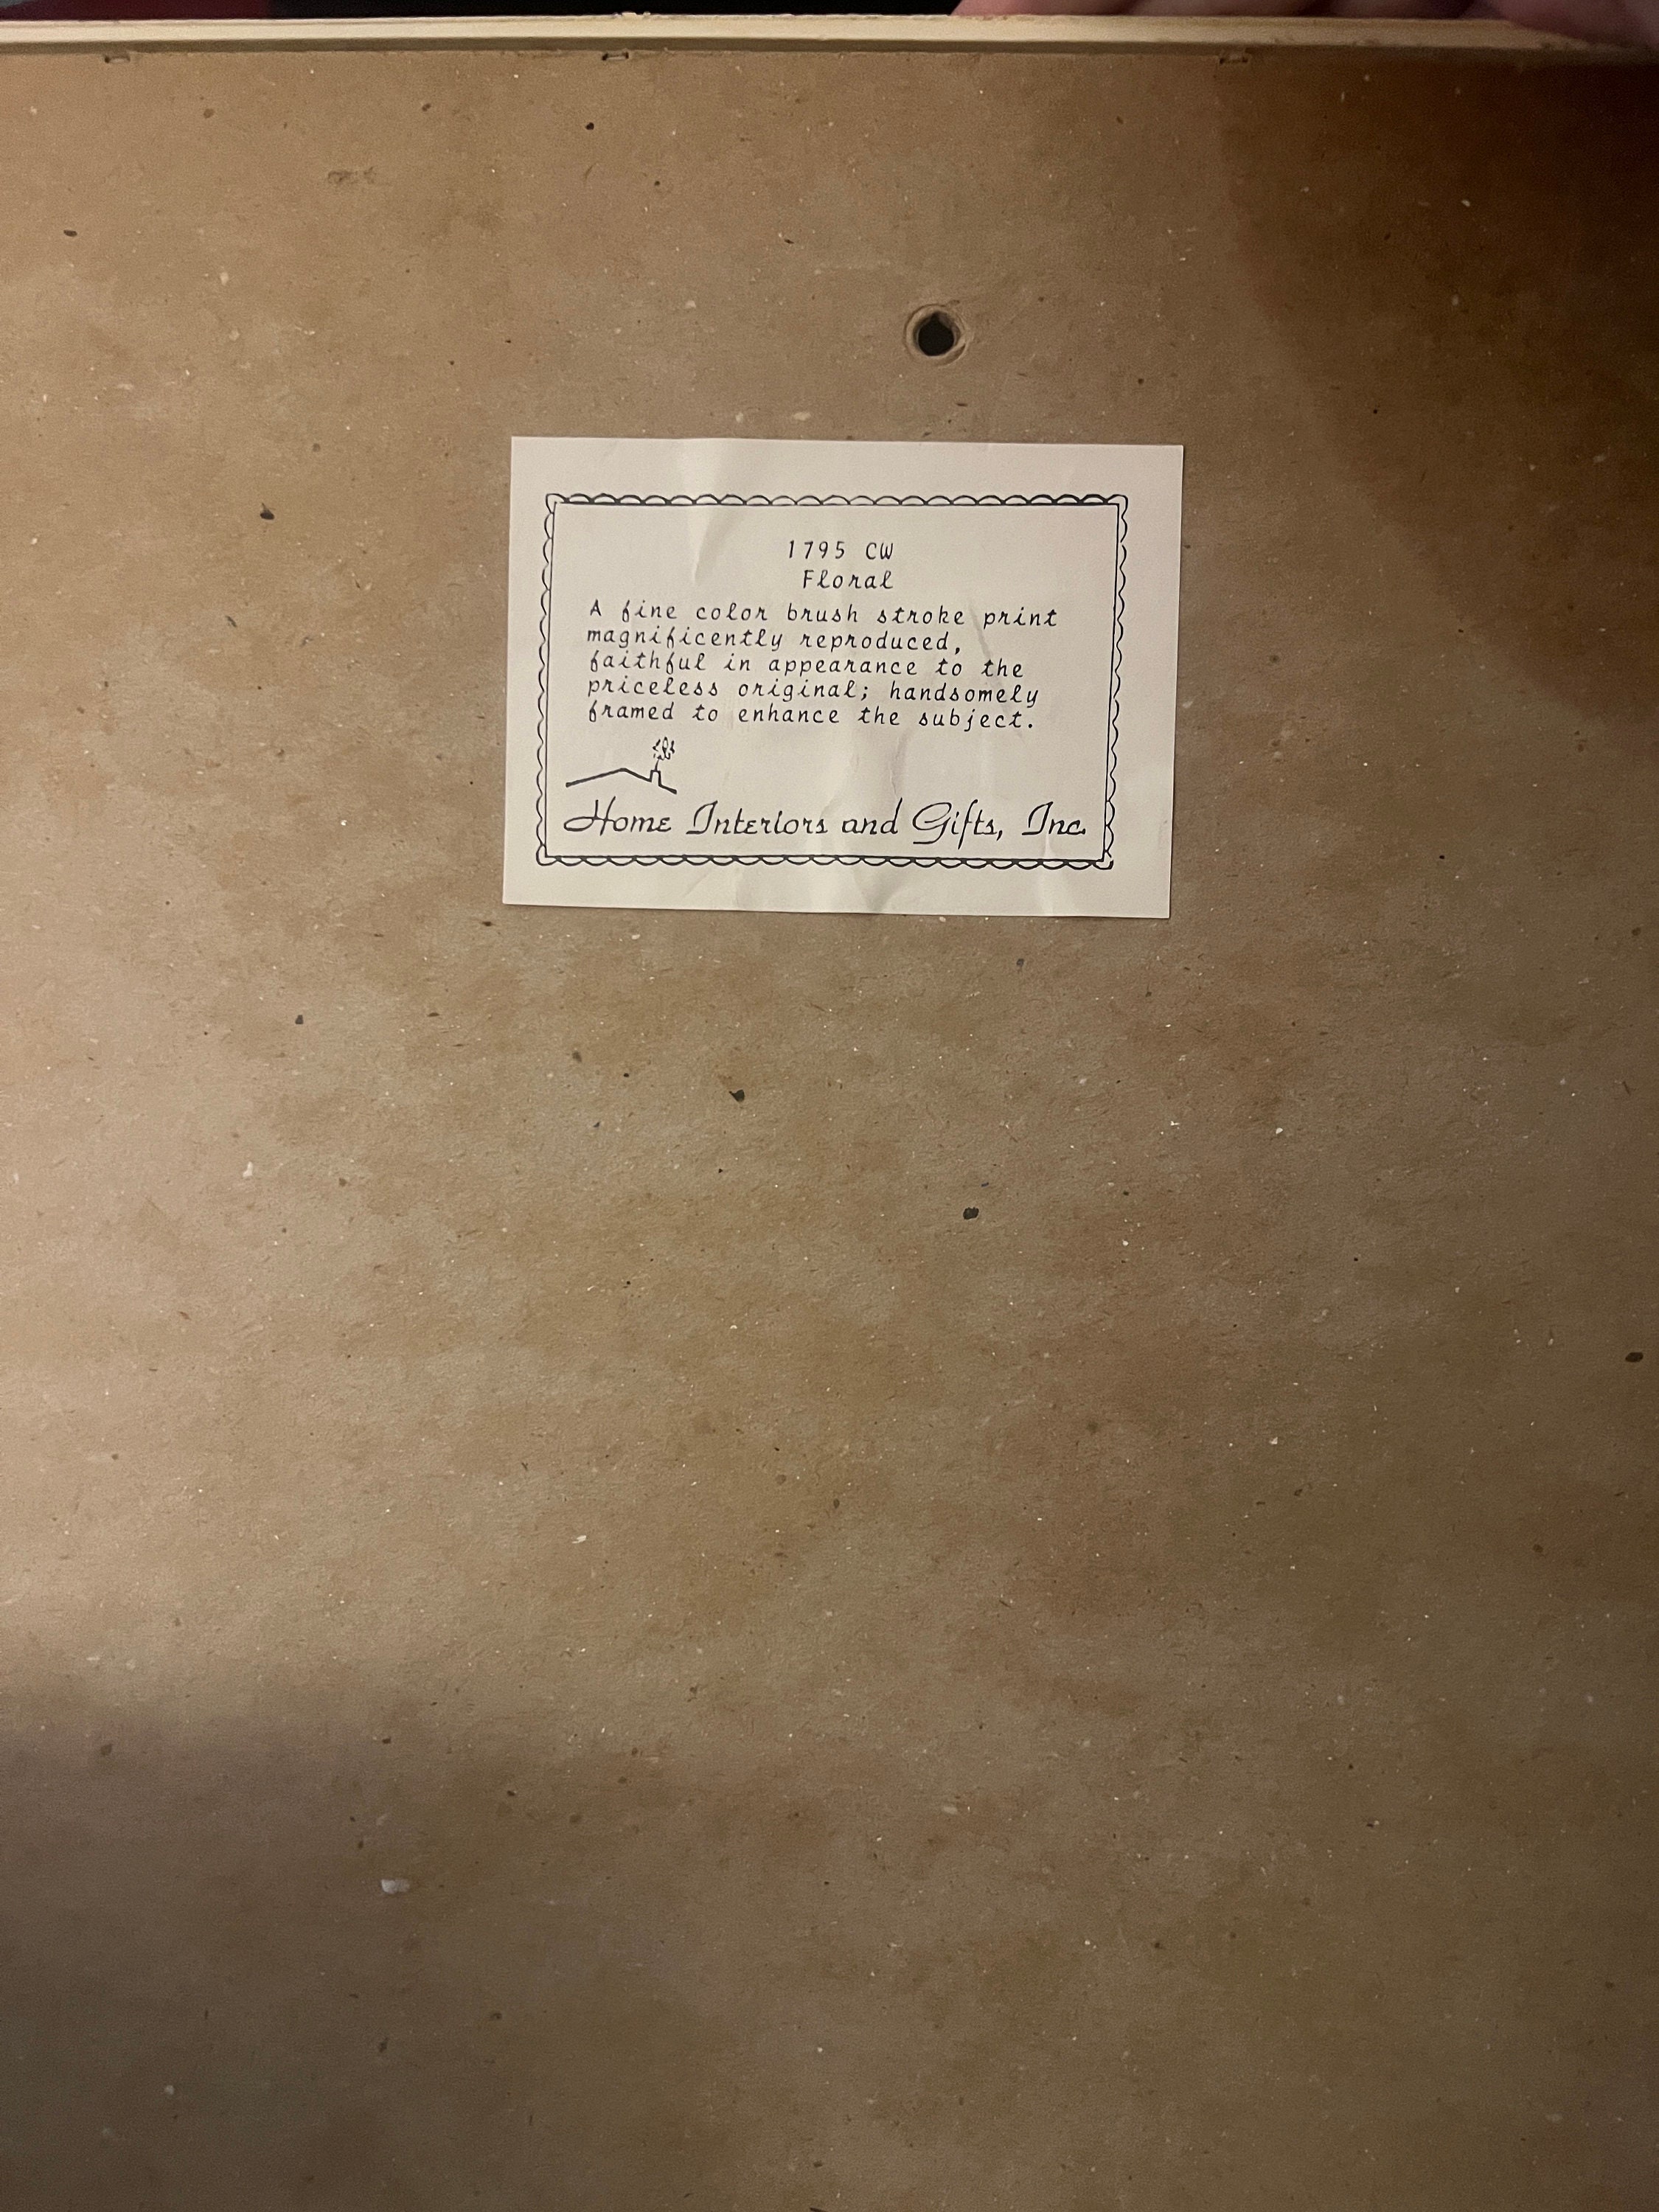 1795 CW
Floral
A fine color brush stroke print
magnificently reproduced,
faithful in appearance to the
priceless original; handsomely
framed to enhance the subject.
Home Interiors and Gifts, Inc.